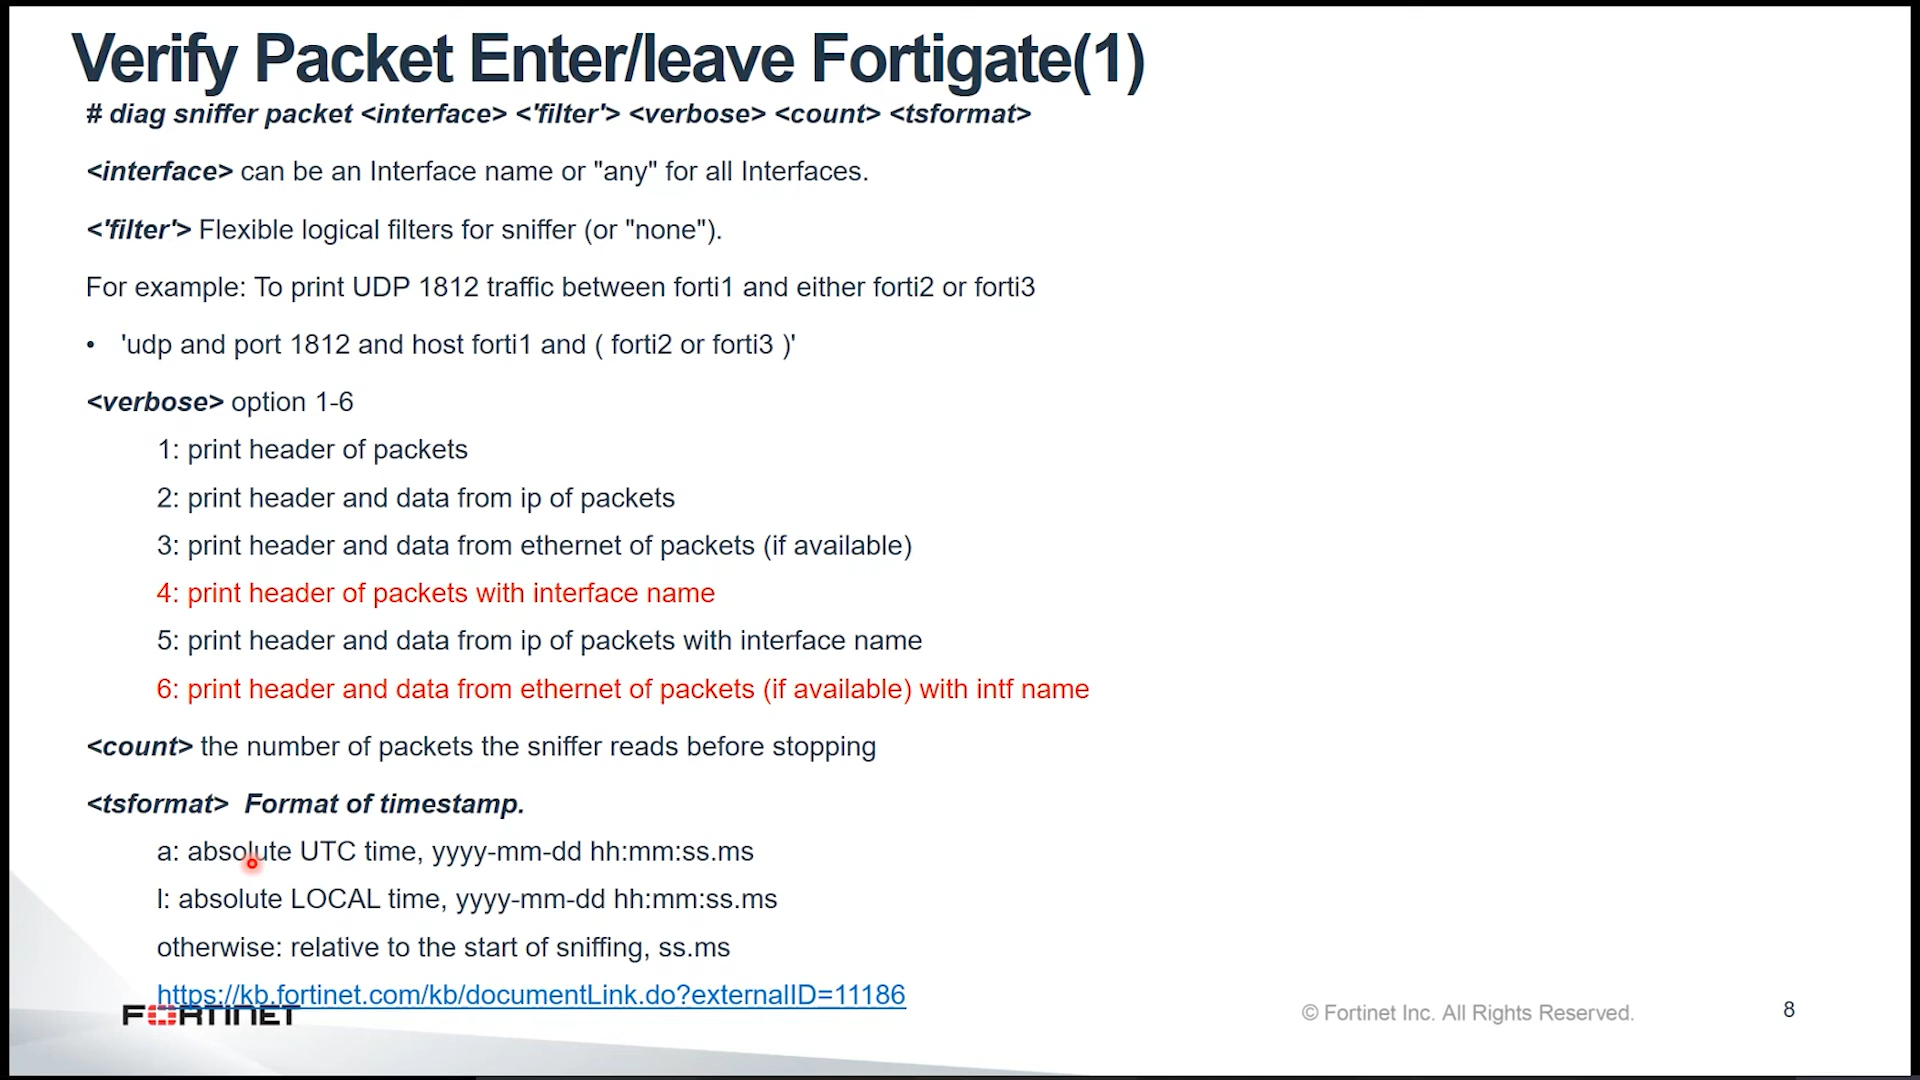 Verify Packet Enter/leave Fortigate(1)
# diag sniffer packet <interface> <'filter'> <verbose> <count> <tsformat>
<interface> can be an Interface name or "any" for all Interfaces.
<'filter'> Flexible logical filters for sniffer (or "none").
For example: To print UDP 1812 traffic between forti1 and either forti2 or forti3
• 'udp and port 1812 and host forti1 and ( forti2 or forti3 )'
<verbose> option 1-6
1: print header of packets
2: print header and data from ip of packets
3: print header and data from ethernet of packets (if available)
4: print header of packets with interface name
5: print header and data from ip of packets with interface name
6: print header and data from ethernet of packets (if available) with intf name
<count> the number of packets the sniffer reads before stopping
<tsformat> Format of timestamp.
a: absolute UTC time, yyyy-mm-dd hh:mm:ss.ms
l: absolute LOCAL time, yyyy-mm-dd hh:mm:ss.ms
otherwise: relative to the start of sniffing, ss.ms
https://kb.fortinet.com/kb/documentLink.do?externalID=11186
FORTINET
© Fortinet Inc. All Rights Reserved.
8